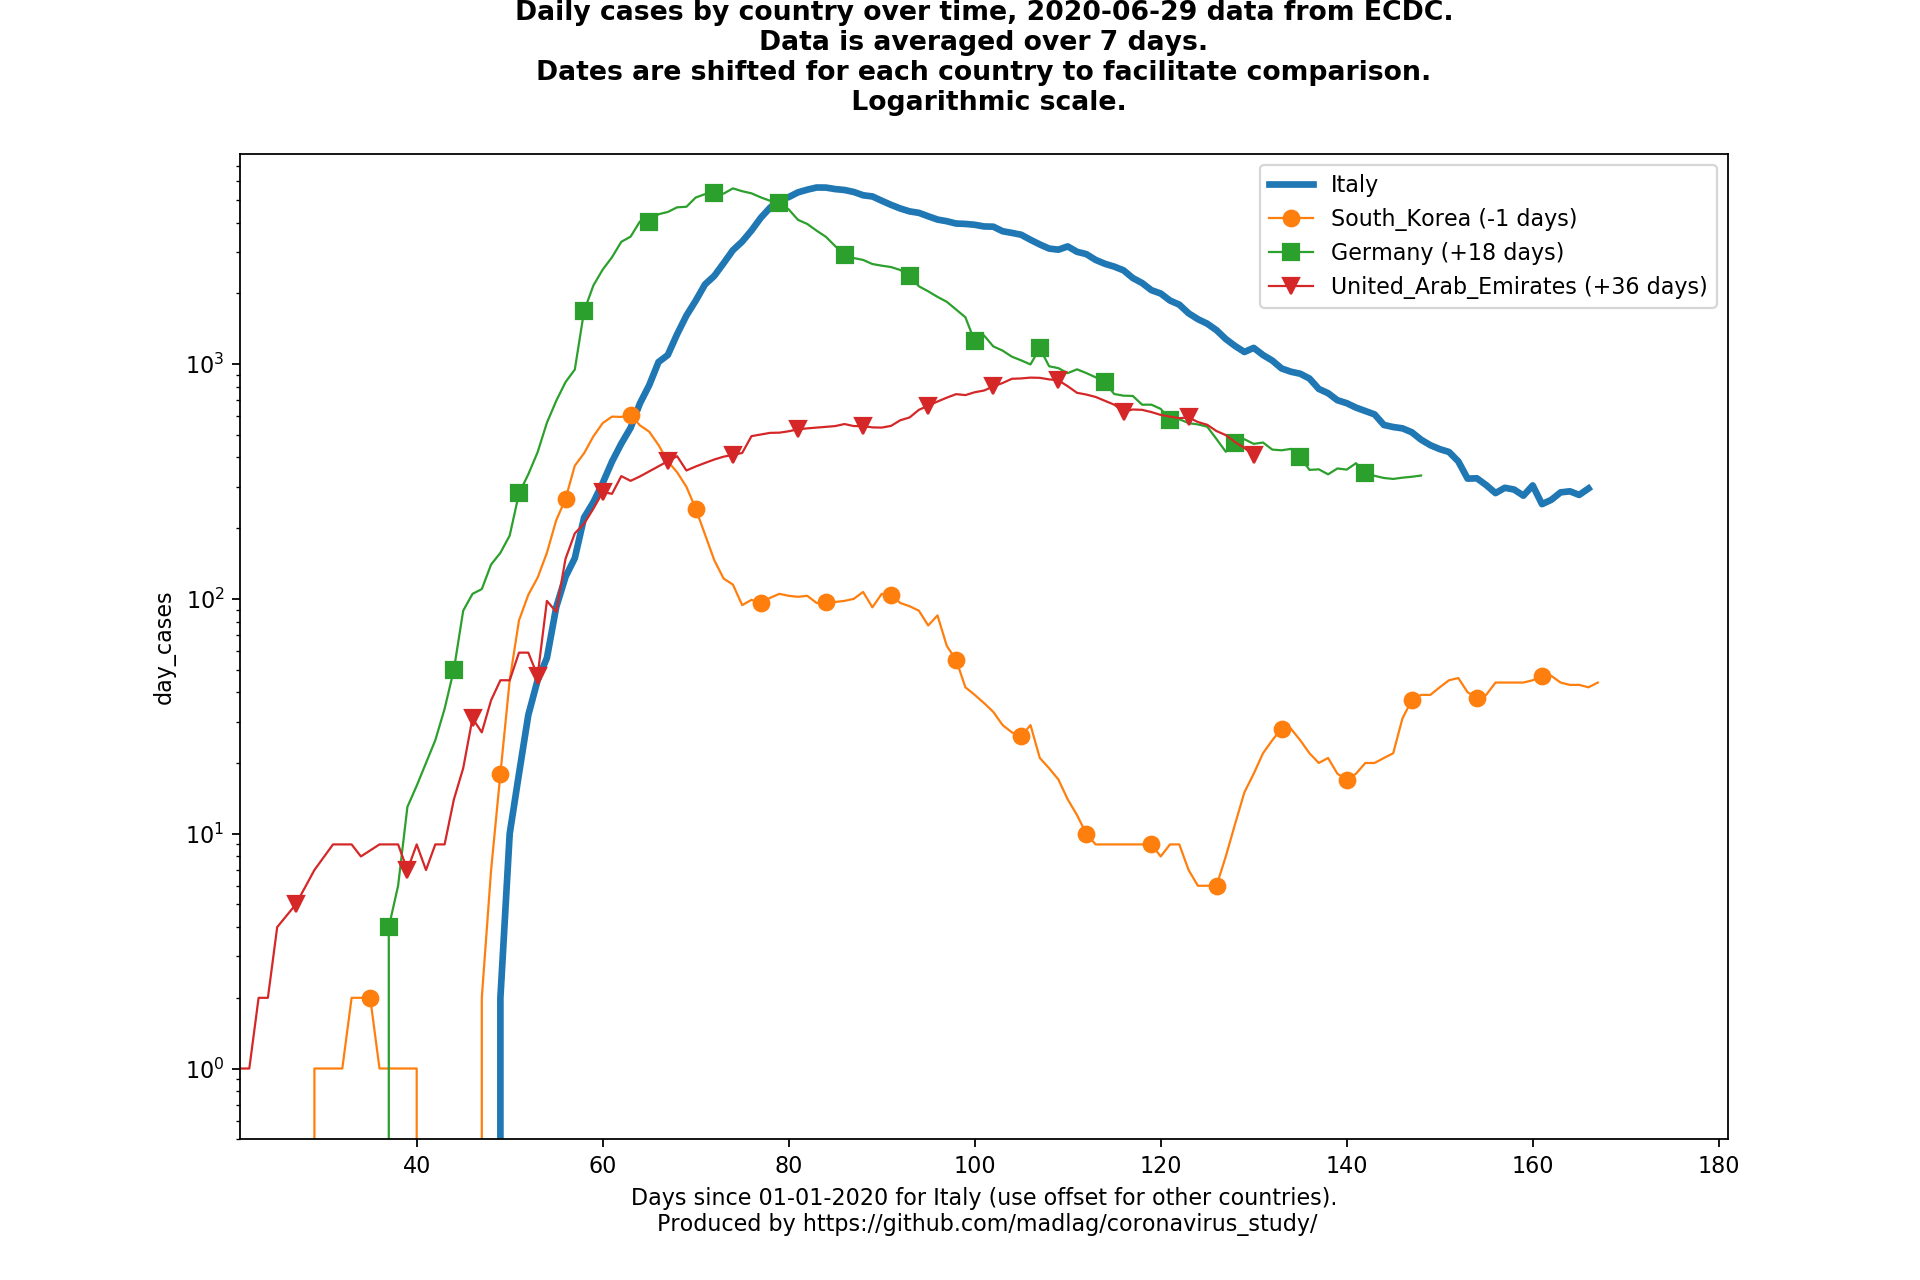 Daily cases by country over time, 2020-06-29 data from ECDC.
Data is averaged over 7 days.
Dates are shifted for each country to facilitate comparison.
Logarithmic scale.
Italy
South_Korea (-1 days)
Germany (+18 days)
United_Arab_Emirates (+36 days)
day_cases
10³
10²
10¹
10⁰
40 60 80 100 120 140 160 180
Days since 01-01-2020 for Italy (use offset for other countries).
Produced by https://github.com/madlag/coronavirus_study/